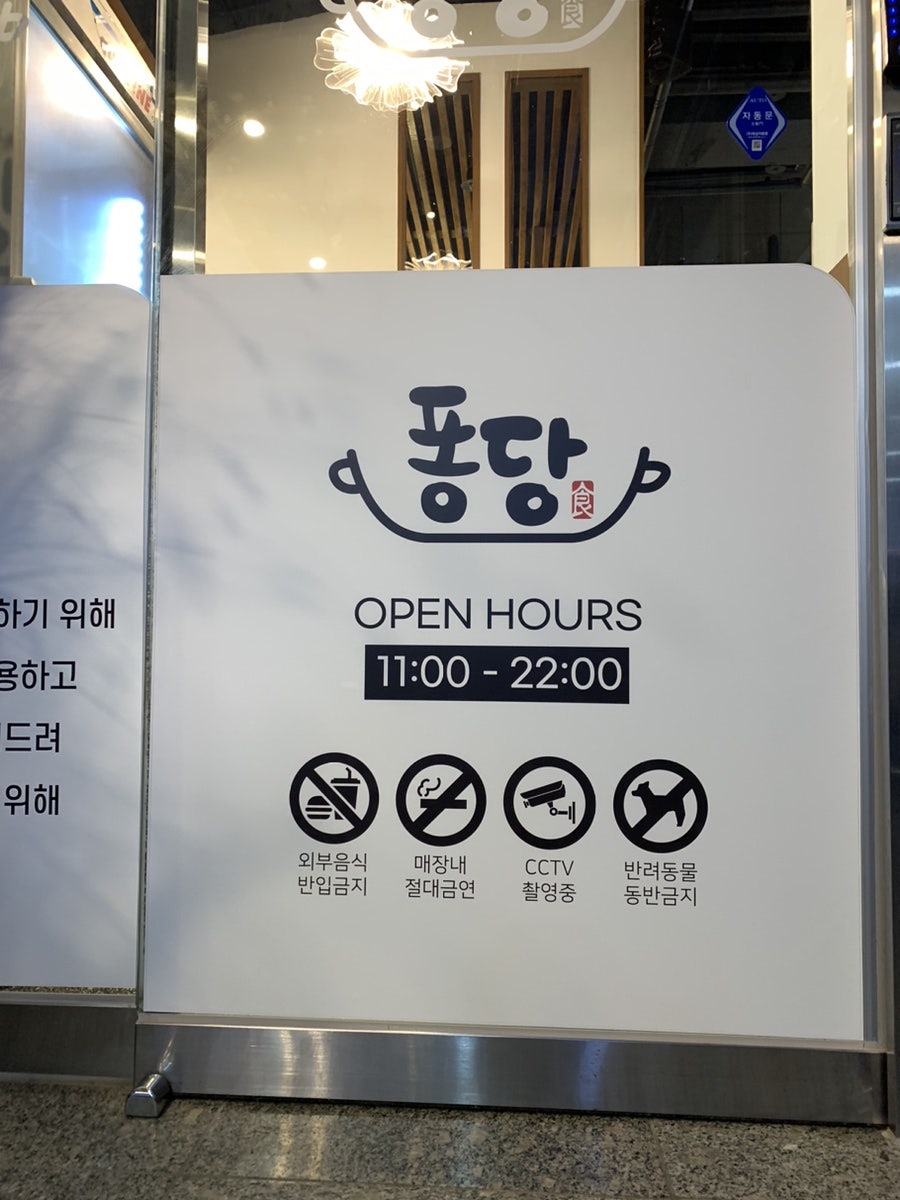 食
자동문
하기 위해
용하고
드려
위해
퐁당
食
OPEN HOURS
11:00 - 22:00
외부음식
반입금지
매장내
절대금연
CCTV
촬영중
반려동물
동반금지